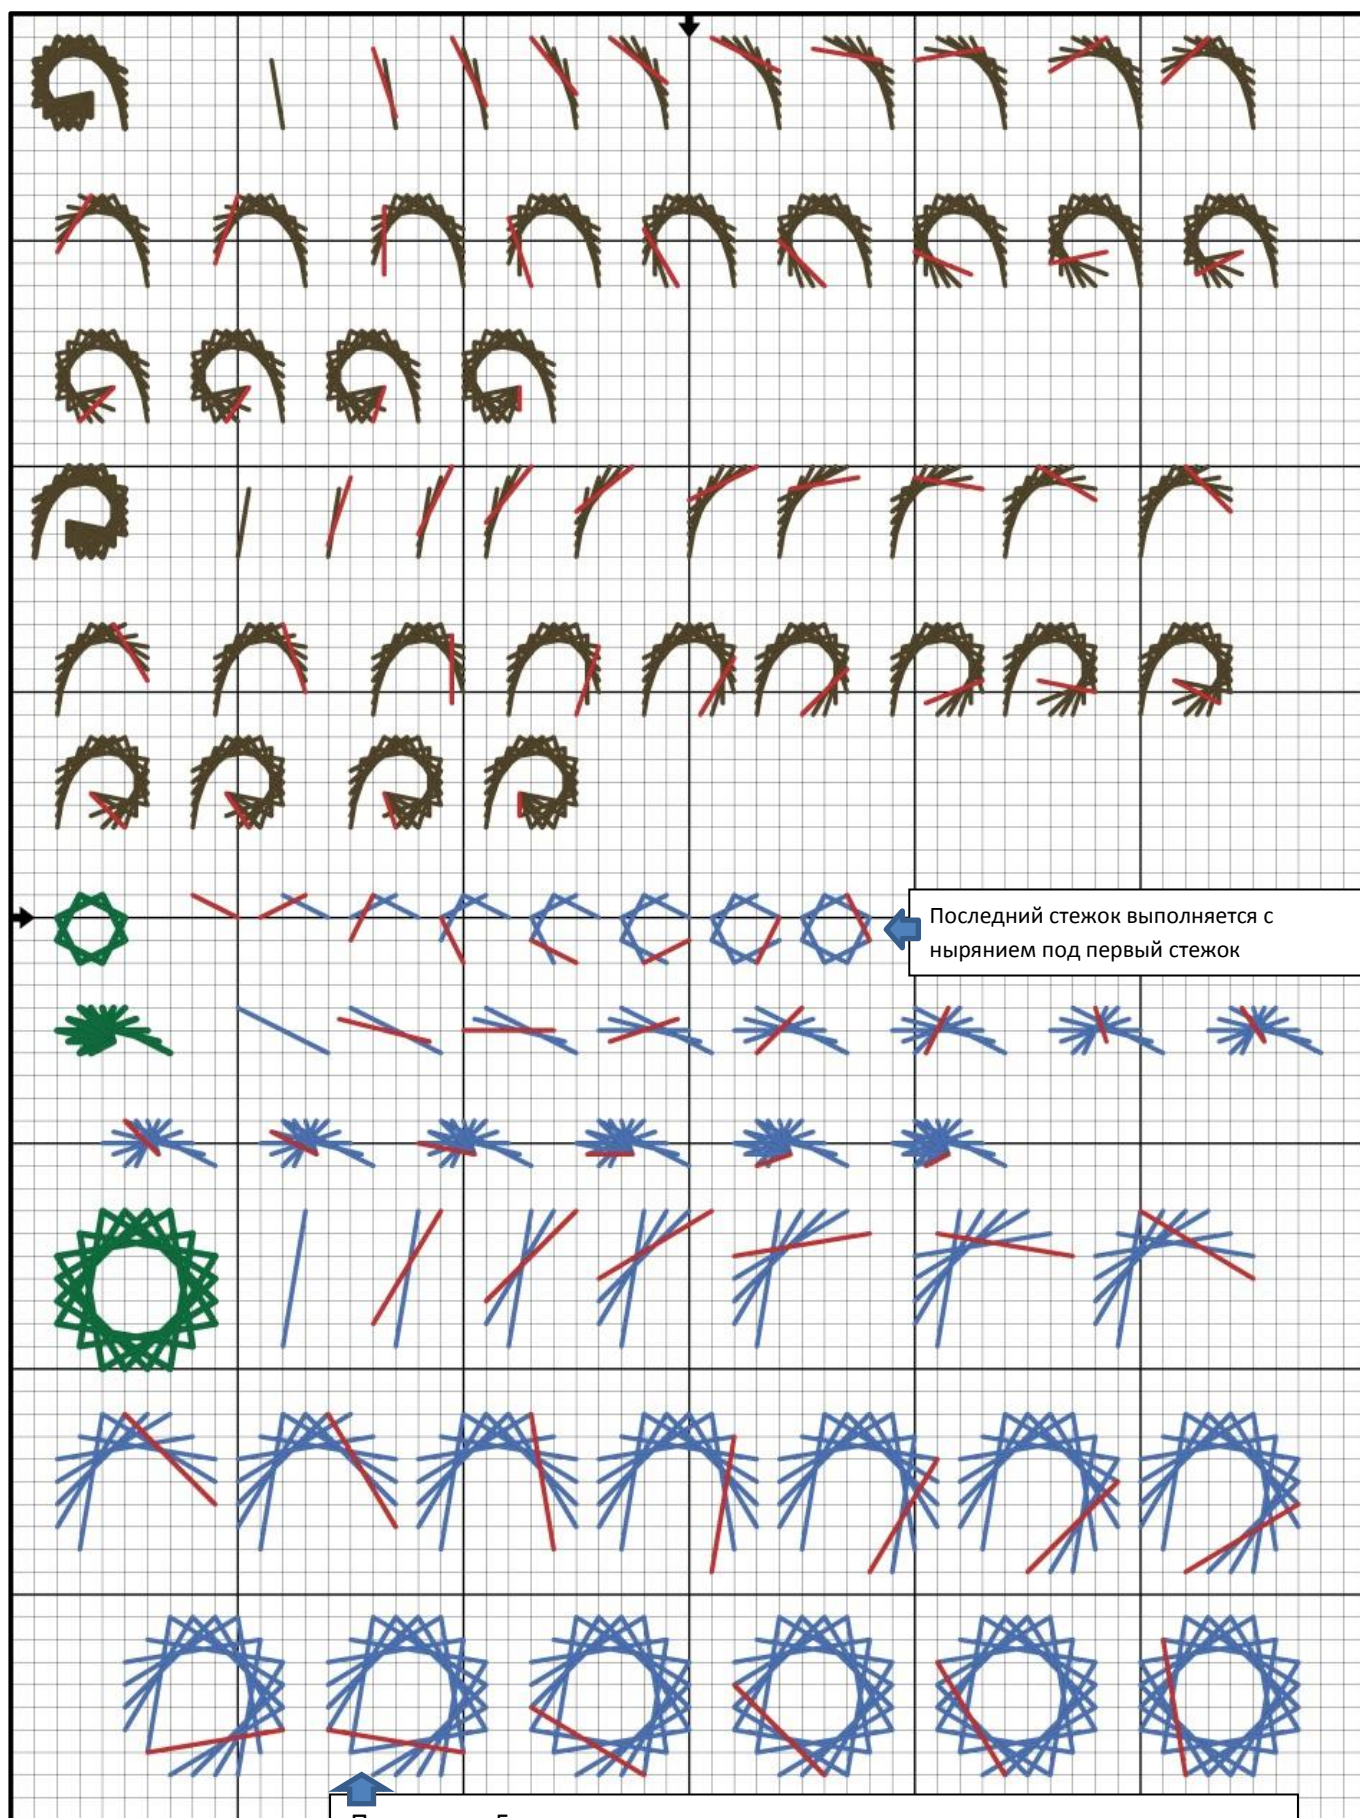 Последний стежок выполняется с
нырянием под первый стежок